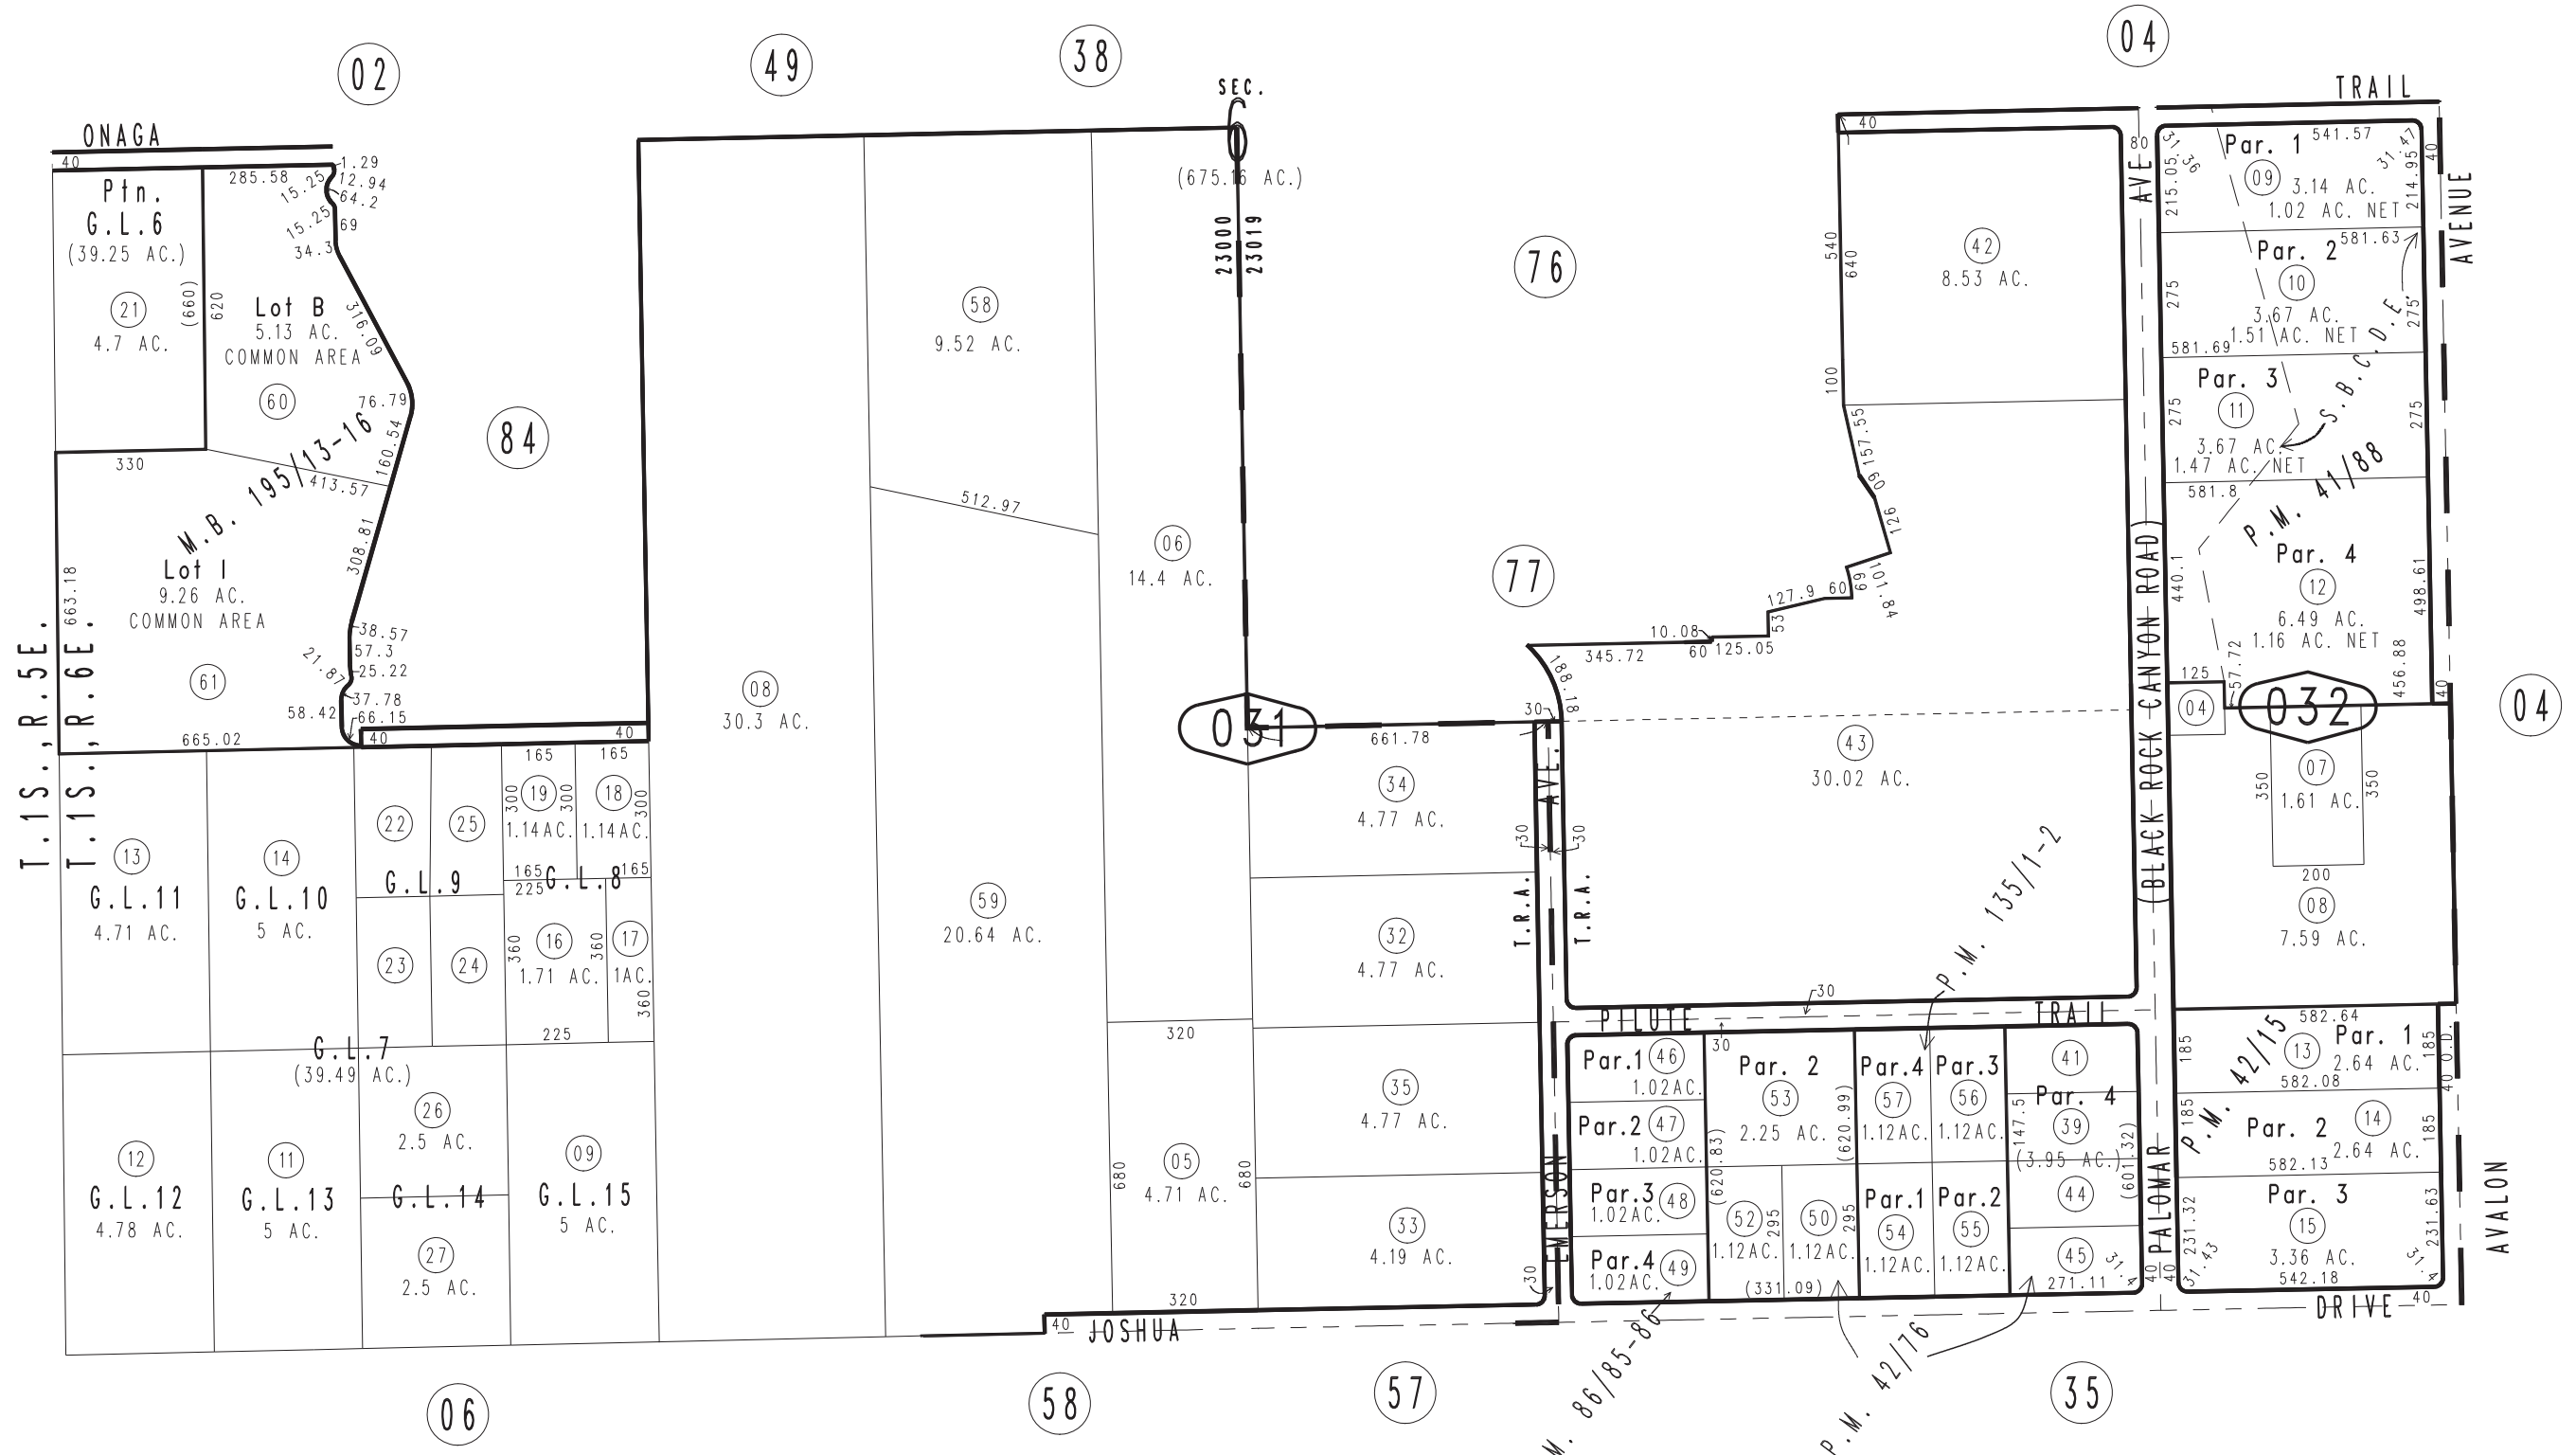 02
49
38
04
SEC.
TRAIL
ONAGA
40
1.29
285.58
15.25
12.94
64.2
15.25
69
34.3
Ptn.
G.L.6
(39.25 AC.)
21
4.7 AC.
(660)
620
Lot B
5.13 AC.
COMMON AREA
60
316.09
76.79
160.54
413.57
330
M.B. 195/13-16
308.81
84
Lot I
9.26 AC.
COMMON AREA
61
663.18
T.1S.,R.5E.
T.1S.,R.6E.
38.57
57.3
25.22
21.87
37.78
58.42
66.15
665.02
40
40
165
165
13
G.L.11
4.71 AC.
14
G.L.10
5 AC.
22
25
G.L.9
23
24
19
300
300
1.14AC.
18
300
1.14AC.
165
165
225
G.L.8
16
360
360
1.71 AC.
17
1AC.
360
225
G.L.7
(39.49 AC.)
12
G.L.12
4.78 AC.
11
G.L.13
5 AC.
26
2.5 AC.
G.L.14
27
2.5 AC.
09
G.L.15
5 AC.
08
30.3 AC.
58
9.52 AC.
512.97
59
20.64 AC.
06
14.4 AC.
(675.16 AC.)
23000
23019
031
320
05
4.71 AC.
680
680
320
40
JOSHUA
76
77
661.78
34
4.77 AC.
32
4.77 AC.
35
4.77 AC.
33
4.19 AC.
30
30
30
30
AVE.
T.R.A.
T.R.A.
EMERSON
40
540
640
100
42
8.53 AC.
157.55
60
126
101.84
69
60
127.9
53
10.08
60
125.05
345.72
188.18
43
30.02 AC.
P.M. 135/1-2
PILUTE
TRAIL
30
30
Par.1
46
1.02AC.
Par.2
47
1.02AC.
Par.3
48
1.02AC.
Par.4
49
1.02AC.
Par. 2
53
2.25 AC.
(620.83)
(620.99)
52
1.12AC.
295
50
1.12AC.
295
(331.09)
Par.4
57
1.12AC.
Par.3
56
1.12AC.
Par.1
54
1.12AC.
Par.2
55
1.12AC.
41
Par. 4
39
147.5
(3.95 AC.)
(601.32)
44
45
31.4
271.11
M. 86/85-86
P.M. 42/76
80
AVE
(BLACK ROCK CANYON ROAD)
PALOMAR
40
40
Par. 1
541.57
31.36
31.47
09
3.14 AC.
1.02 AC. NET
215.05
214.95
40
AVENUE
581.63
Par. 2
10
3.67 AC.
1.51 AC. NET
275
275
581.69
S.B.C.D.E.
Par. 3
11
3.67 AC.
1.47 AC. NET
275
275
581.8
P.M. 41/88
Par. 4
12
6.49 AC.
1.16 AC. NET
440.1
498.61
57.72
456.88
40
125
04
032
04
07
1.61 AC.
350
350
200
08
7.59 AC.
582.64
Par. 1
13
2.64 AC.
185
185
40 O.D.
582.08
P.M. 42/15
Par. 2
14
2.64 AC.
185
185
582.13
Par. 3
15
3.36 AC.
231.32
231.63
31.43
31.4
542.18
40
DRIVE
AVALON
06
58
57
35